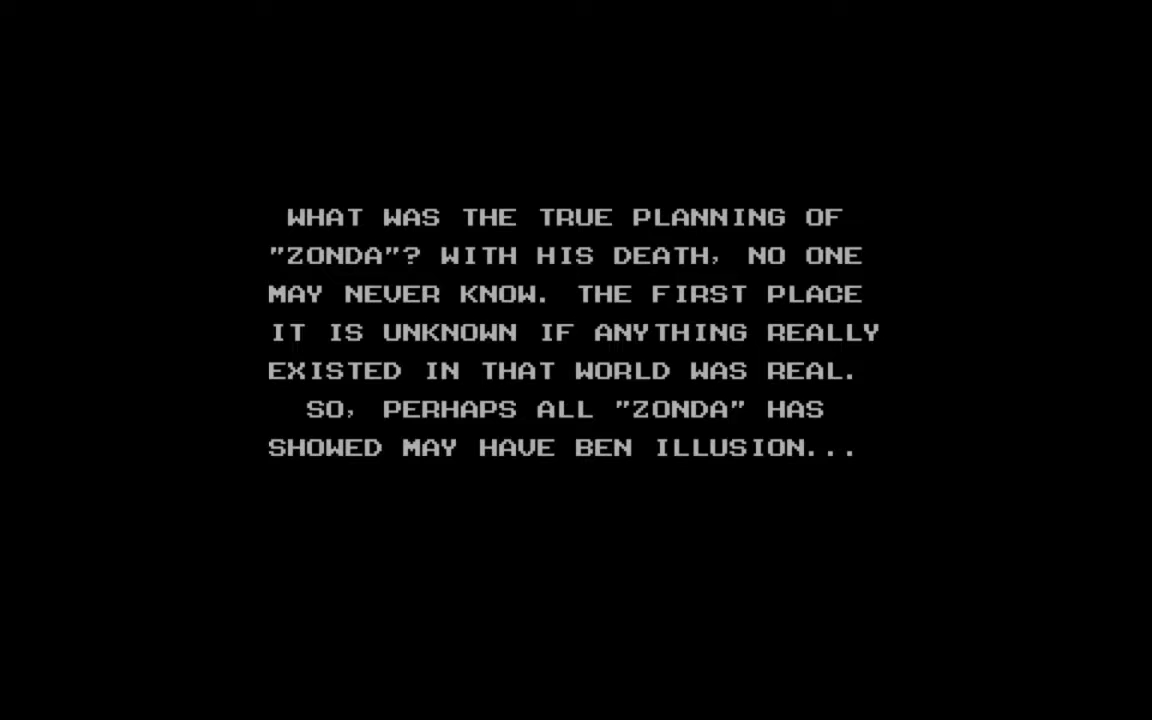 WHAT WAS THE TRUE PLANNING OF
"ZONDA"? WITH HIS DEATH, NO ONE
MAY NEVER KNOW. THE FIRST PLACE
IT IS UNKNOWN IF ANYTHING REALLY
EXISTED IN THAT WORLD WAS REAL.
SO, PERHAPS ALL "ZONDA" HAS
SHOWED MAY HAVE BEN ILLUSION...